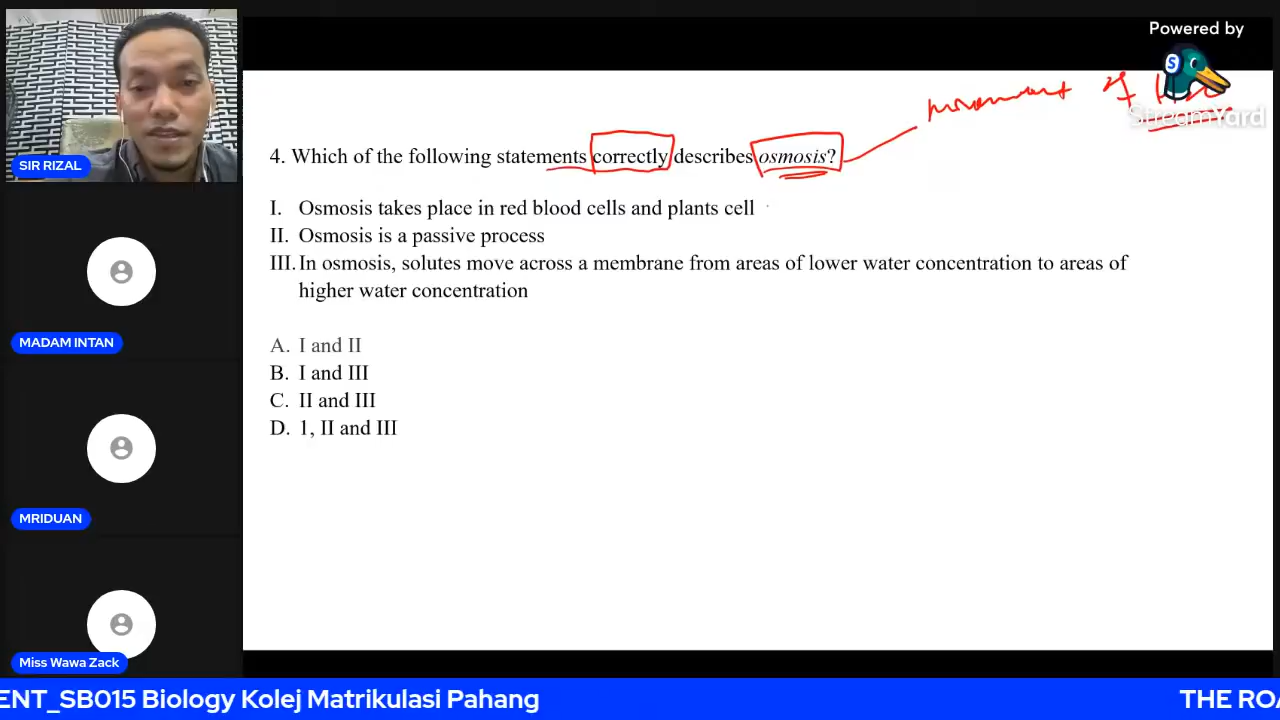 Powered by
StreamYard
movement of
4. Which of the following statements correctly describes osmosis?
SIR RIZAL
I. Osmosis takes place in red blood cells and plants cell
II. Osmosis is a passive process
III. In osmosis, solutes move across a membrane from areas of lower water concentration to areas of
higher water concentration
MADAM INTAN
A. I and II
B. I and III
C. II and III
D. 1, II and III
MRIDUAN
Miss Wawa Zack
ENT_SB015 Biology Kolej Matrikulasi Pahang
THE ROA